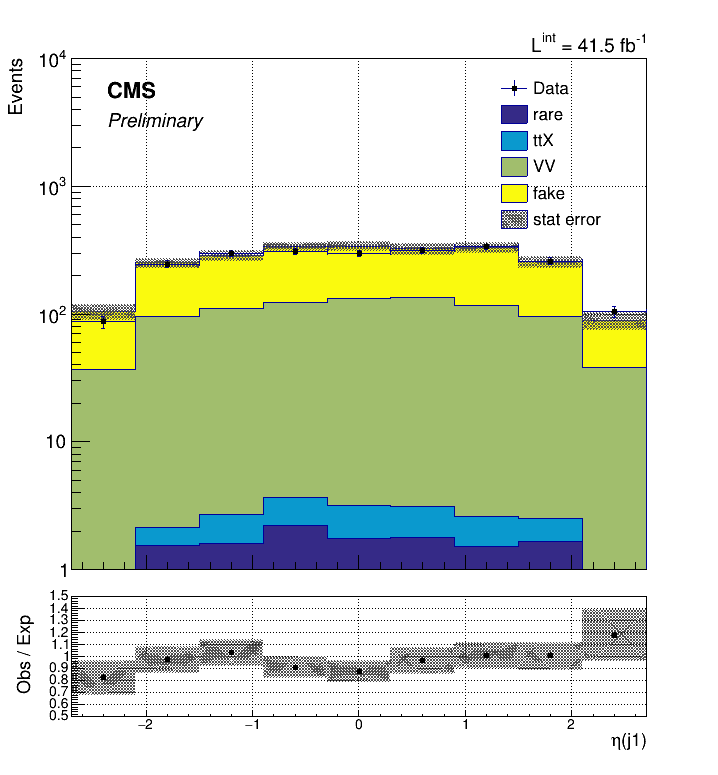 L^int = 41.5 fb^-1
Events
10^4
10^3
10^2
10
1
CMS
Preliminary
Data
rare
ttX
VV
fake
stat error
Obs / Exp
1.5
1.4
1.3
1.2
1.1
1
0.9
0.8
0.7
0.6
0.5
−2 −1 0 1 2
η(j1)